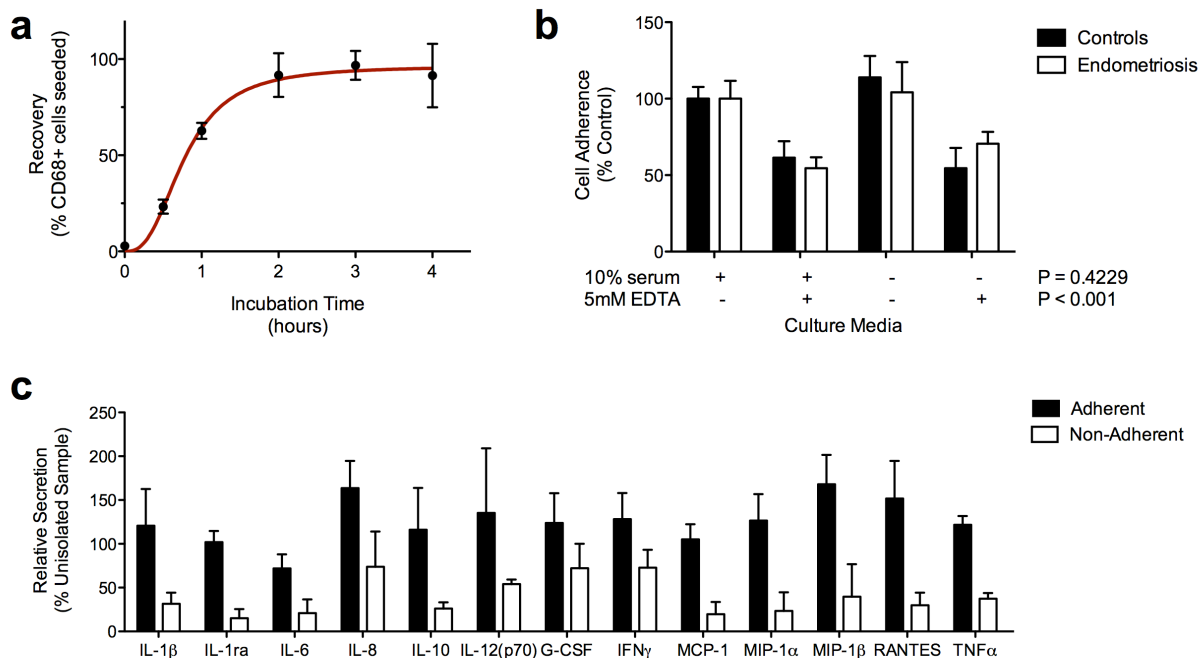 a
100
50
0
Recovery
(% CD68+ cells seeded)
0 1 2 3 4
Incubation Time
(hours)
b
150
100
50
0
Cell Adherence
(% Control)
Controls
Endometriosis
10% serum + + - - P = 0.4229
5mM EDTA - + - + P < 0.001
Culture Media
c
250
200
150
100
50
0
Relative Secretion
(% Unisolated Sample)
Adherent
Non-Adherent
IL-1β IL-1ra IL-6 IL-8 IL-10 IL-12(p70) G-CSF IFNγ MCP-1 MIP-1α MIP-1β RANTES TNFα